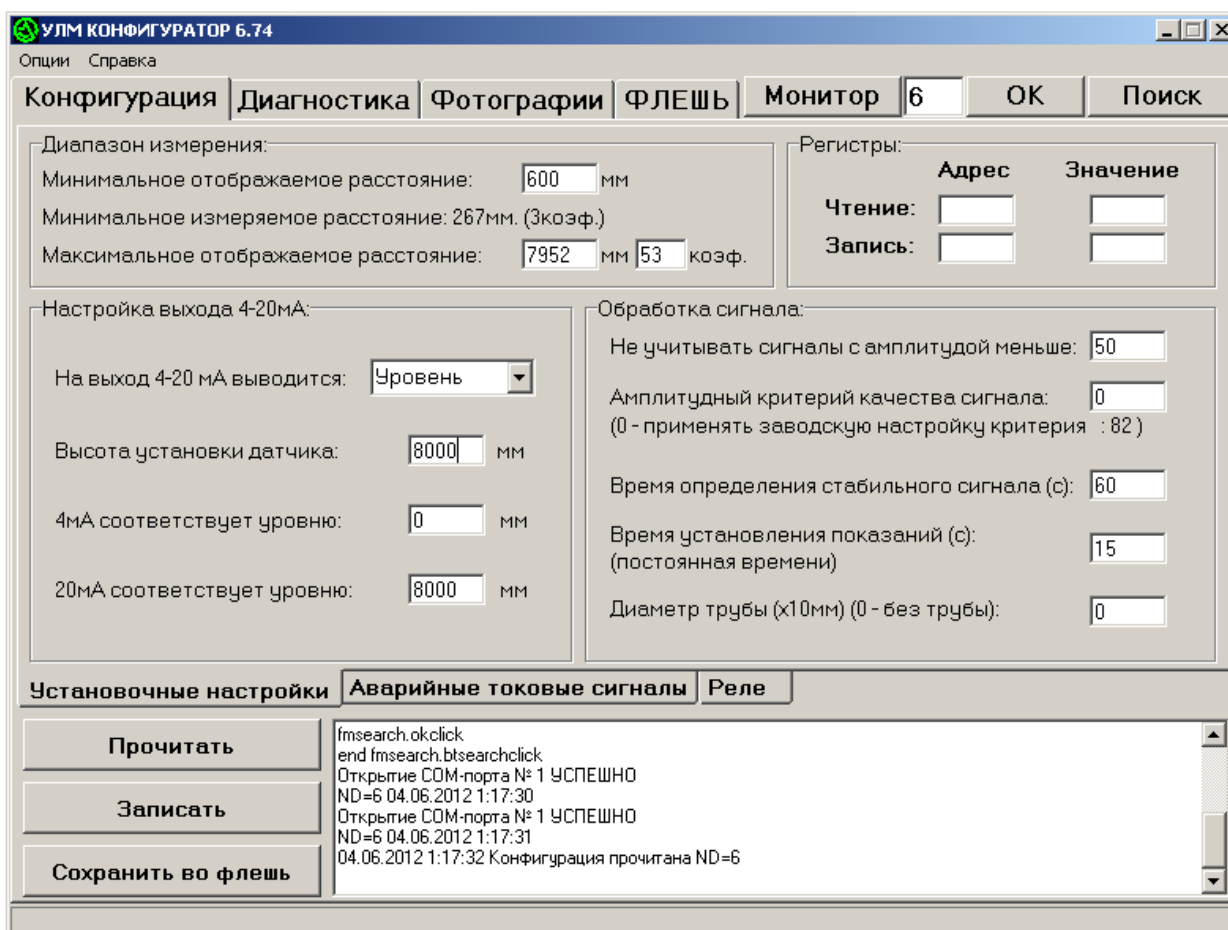 УЛМ КОНФИГУРАТОР 6.74
Опции Справка
Конфигурация Диагностика Фотографии ФЛЕШЬ Монитор 6 OK Поиск
Диапазон измерения:
Минимальное отображаемое расстояние: 600 мм
Минимальное измеряемое расстояние: 267мм. (3коэф.)
Максимальное отображаемое расстояние: 7952 мм 53 коэф.
Регистры:
Адрес Значение
Чтение:
Запись:
Настройка выхода 4-20мА:
На выход 4-20 мА выводится: Уровень
Высота установки датчика: 8000 мм
4мА соответствует уровню: 0 мм
20мА соответствует уровню: 8000 мм
Обработка сигнала:
Не учитывать сигналы с амплитудой меньше: 50
Амплитудный критерий качества сигнала: 0
(0 - применять заводскую настройку критерия : 82 )
Время определения стабильного сигнала (с): 60
Время установления показаний (с): 15
(постоянная времени)
Диаметр трубы (х10мм) (0 - без трубы): 0
Установочные настройки Аварийные токовые сигналы Реле
Прочитать
Записать
Сохранить во флешь
fmsearch.okclick
end fmsearch.btsearchclick
Открытие COM-порта № 1 УСПЕШНО
ND=6 04.06.2012 1:17:30
Открытие COM-порта № 1 УСПЕШНО
ND=6 04.06.2012 1:17:31
04.06.2012 1:17:32 Конфигурация прочитана ND=6